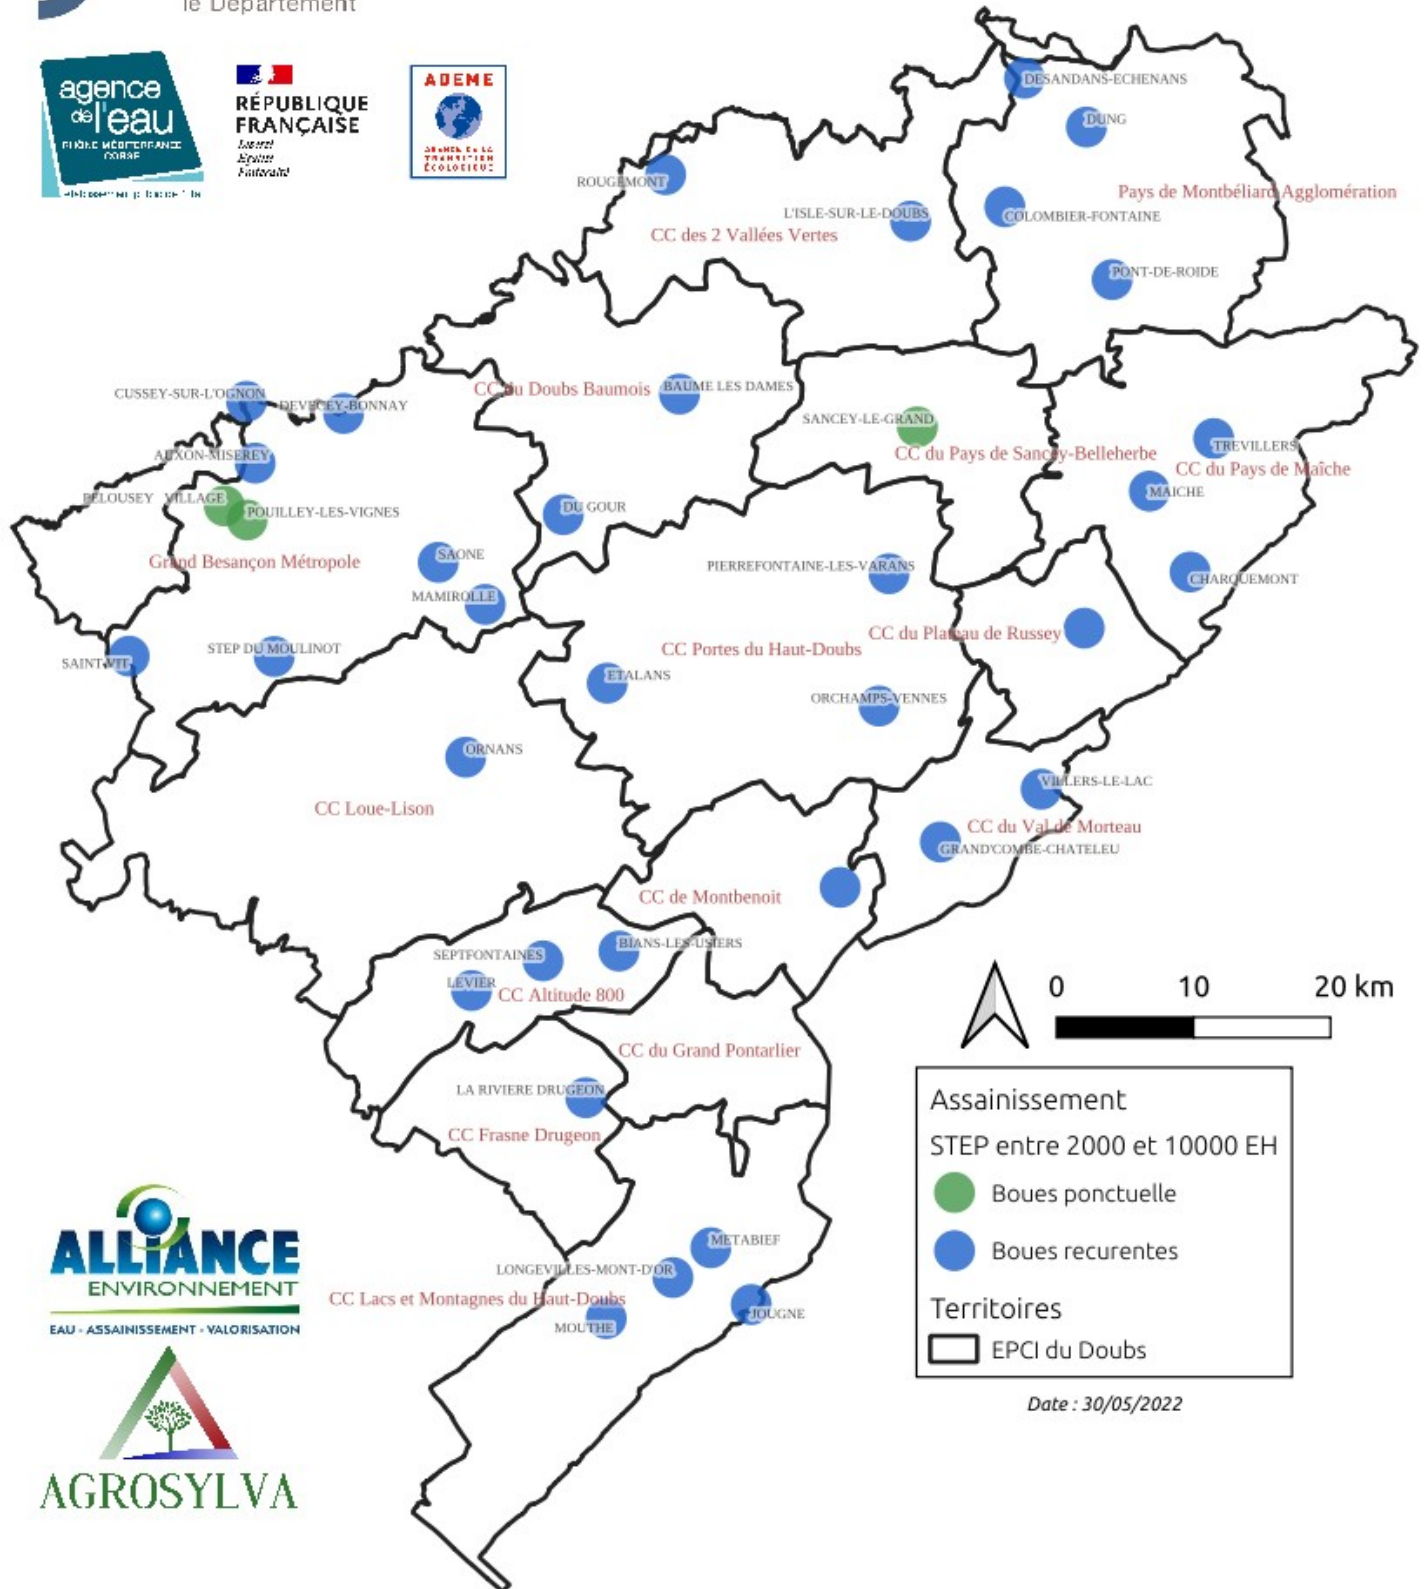 le Département
agence
de l'eau
RHÔNE MÉDITERRANÉE
CORSE
RÉPUBLIQUE
FRANÇAISE
Liberté
Égalité
Fraternité
ADEME
AGENCE DE LA
TRANSITION
ÉCOLOGIQUE
DESANDANS-ECHENANS
DUNG
ROUGEMONT
Pays de Montbéliard Agglomération
L'ISLE-SUR-LE-DOUBS
COLOMBIER-FONTAINE
CC des 2 Vallées Vertes
PONT-DE-ROIDE
CC du Doubs Baumois
BAUME LES DAMES
CUSSEY-SUR-L'OGNON
DEVECEY-BONNAY
SANCEY-LE-GRAND
TREVILLERS
AUXON-MISEREY
CC du Pays de Sancey-Belleherbe
CC du Pays de Maîche
MAICHE
PELOUSEY VILLAGE
POUILLEY-LES-VIGNES
DU GOUR
Grand Besançon Métropole
SAONE
PIERREFONTAINE-LES-VARANS
CHARQUEMONT
MAMIROLLE
CC du Plateau de Russey
SAINT-VIT
STEP DU MOULINOT
CC Portes du Haut-Doubs
ETALANS
ORCHAMPS-VENNES
ORNANS
VILLERS-LE-LAC
CC Loue-Lison
CC du Val de Morteau
GRAND'COMBE-CHATELEU
CC de Montbenoit
BIANS-LES-USIERS
SEPTFONTAINES
LEVIER
CC Altitude 800
0 10 20 km
CC du Grand Pontarlier
LA RIVIERE DRUGEON
CC Frasne Drugeon
Assainissement
STEP entre 2000 et 10000 EH
Boues ponctuelle
Boues recurentes
Territoires
EPCI du Doubs
Date : 30/05/2022
METABIEF
LONGEVILLES-MONT-D'OR
CC Lacs et Montagnes du Haut-Doubs
JOUGNE
MOUTHE
ALLIANCE
ENVIRONNEMENT
EAU - ASSAINISSEMENT - VALORISATION
AGROSYLVA